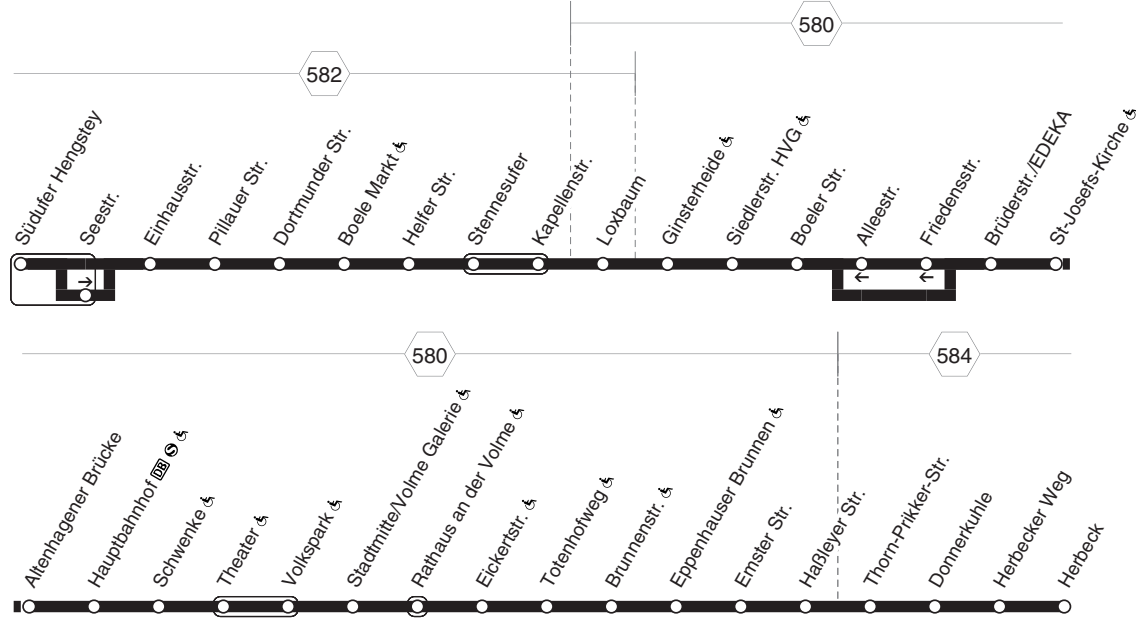 580
582
Südufer Hengstey
Seestr.
Einhausstr.
Pillauer Str.
Dortmunder Str.
Boele Markt
Helfer Str.
Stennesufer
Kapellenstr.
Loxbaum
Ginsterheide
Siedlerstr. HVG
Boeler Str.
Alleestr.
Friedensstr.
Brüderstr./EDEKA
St-Josefs-Kirche
580
584
Altenhagener Brücke
Hauptbahnhof DB S
Schwenke
Theater
Volkspark
Stadtmitte/Volme Galerie
Rathaus an der Volme
Eickertstr.
Totenhofweg
Brunnenstr.
Eppenhauser Brunnen
Emster Str.
Haßleyer Str.
Thorn-Prikker-Str.
Donnerkuhle
Herbecker Weg
Herbeck